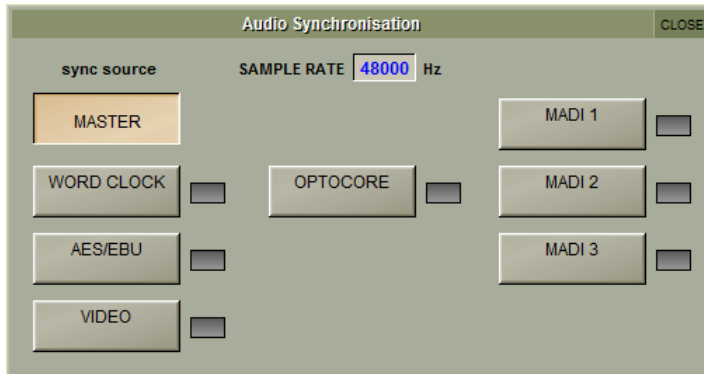 Audio Synchronisation CLOSE
sync source SAMPLE RATE 48000 Hz
MASTER MADI 1
WORD CLOCK OPTOCORE MADI 2
AES/EBU MADI 3
VIDEO